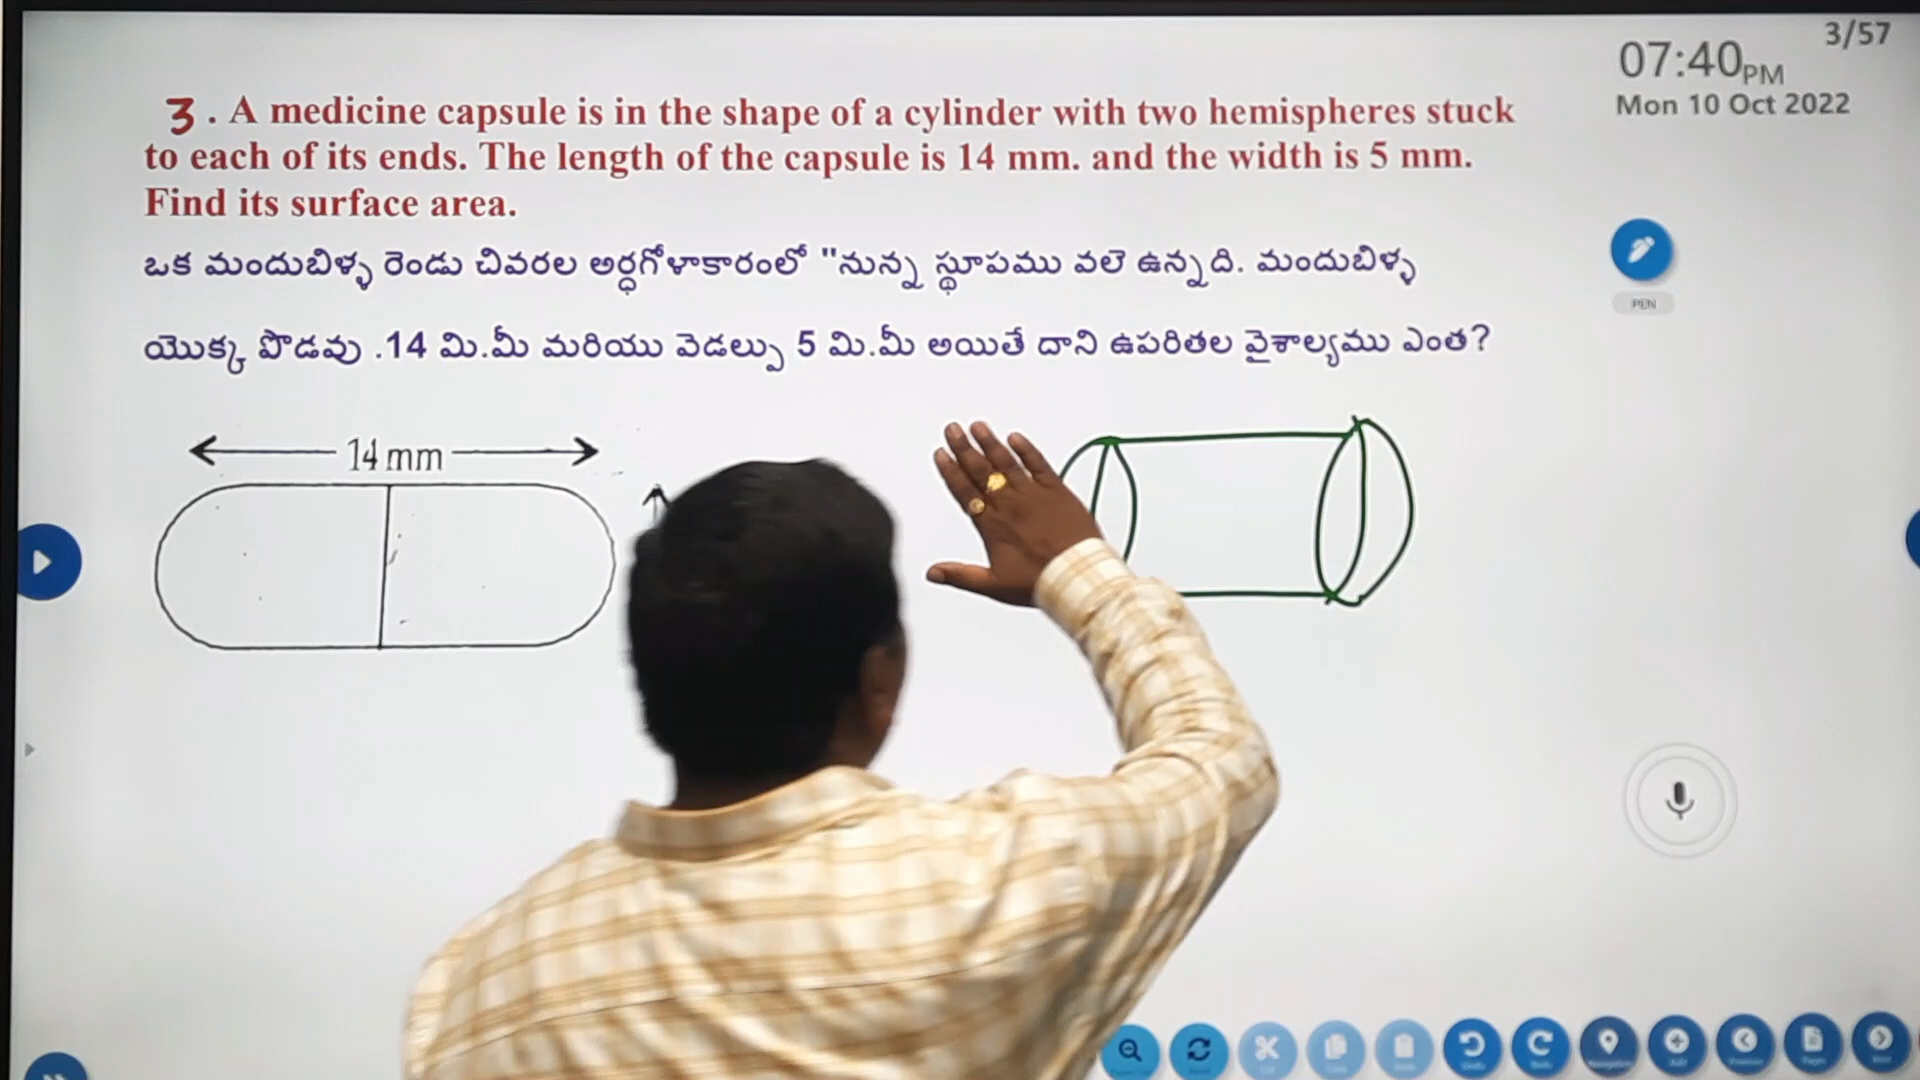 3/57
07:40PM
Mon 10 Oct 2022
3. A medicine capsule is in the shape of a cylinder with two hemispheres stuck
to each of its ends. The length of the capsule is 14 mm. and the width is 5 mm.
Find its surface area.
ఒక మందుబిళ్ళ రెండు చివరల అర్ధగోళాకారంలో "నున్న స్థూపము వలె ఉన్నది. మందుబిళ్ళ
యొక్క పొడవు .14 మి.మీ మరియు వెడల్పు 5 మి.మీ అయితే దాని ఉపరితల వైశాల్యము ఎంత?
PEN
14 mm